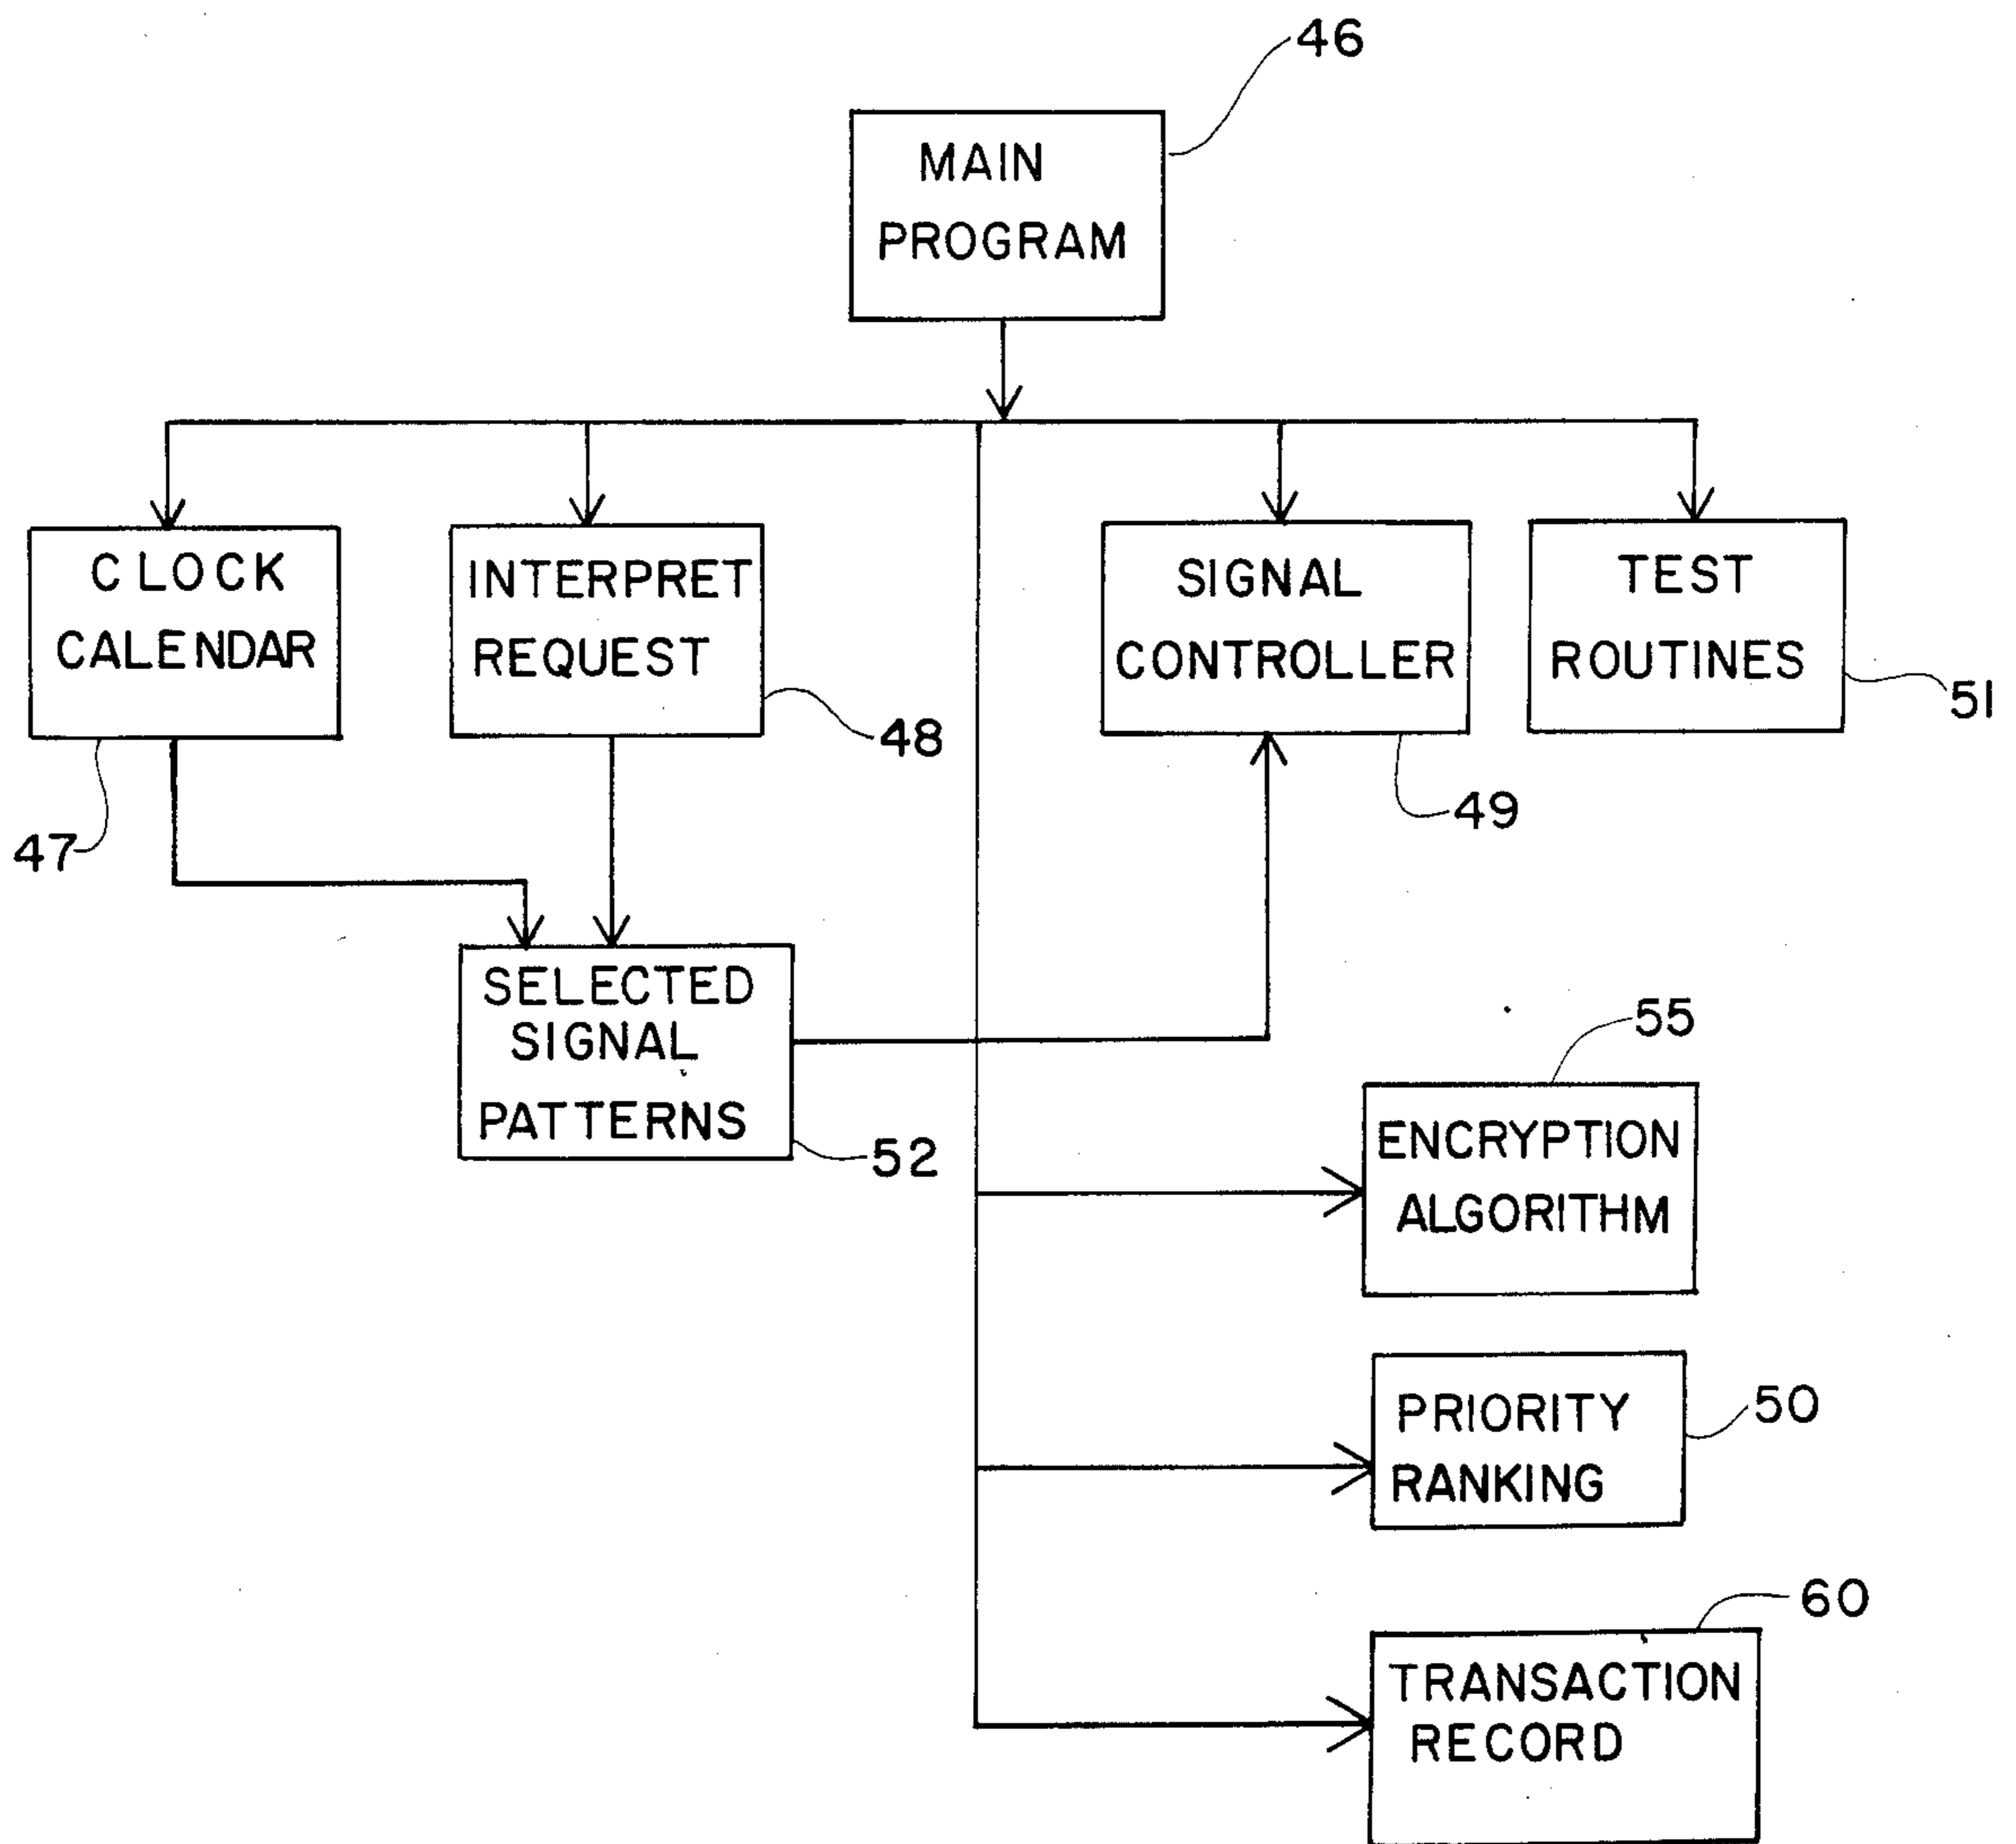 46
MAIN
PROGRAM
CLOCK
CALENDAR
47
INTERPRET
REQUEST
48
SIGNAL
CONTROLLER
49
TEST
ROUTINES
51
SELECTED
SIGNAL
PATTERNS
52
55
ENCRYPTION
ALGORITHM
PRIORITY
RANKING
50
60
TRANSACTION
RECORD